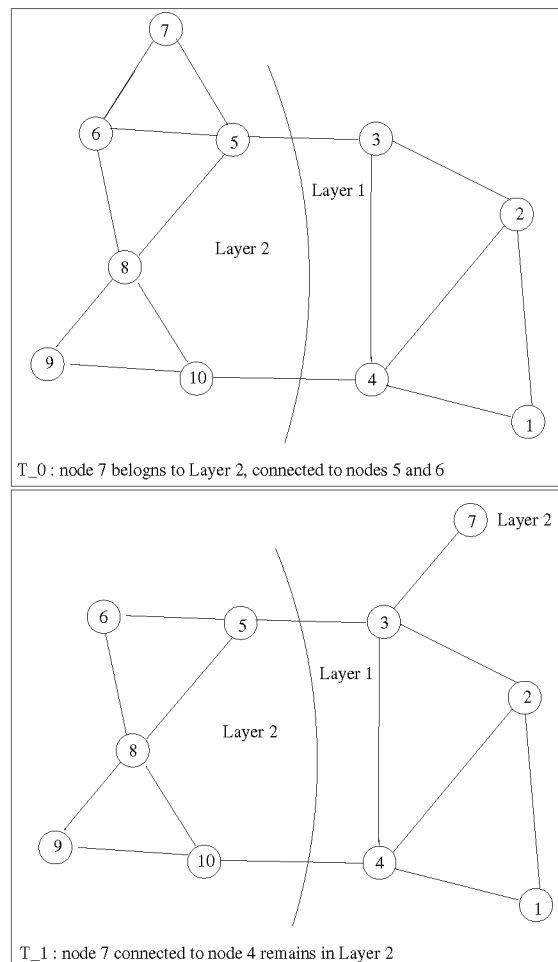 7
6
5
3
Layer 1
2
Layer 2
8
9
10
4
1
T_0 : node 7 belogns to Layer 2, connected to nodes 5 and 6
7
Layer 2
6
5
3
Layer 1
2
Layer 2
8
9
10
4
1
T_1 : node 7 connected to node 4 remains in Layer 2